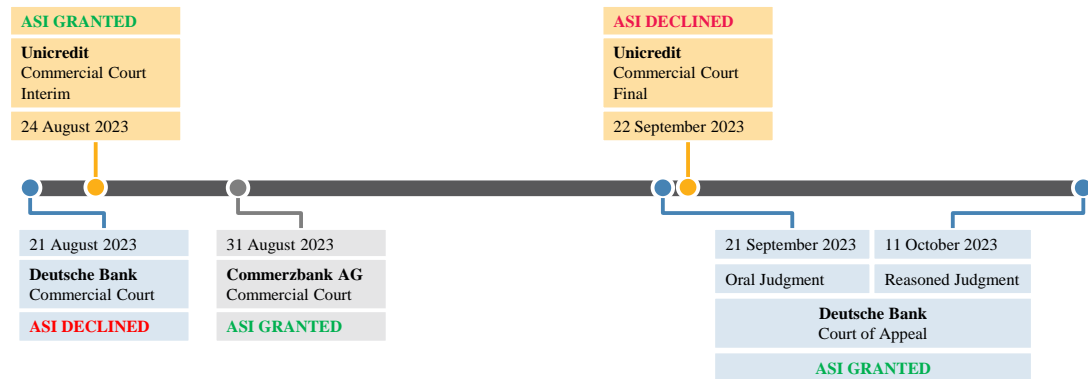 ASI GRANTED
Unicredit
Commercial Court
Interim
24 August 2023
ASI DECLINED
Unicredit
Commercial Court
Final
22 September 2023
21 August 2023
Deutsche Bank
Commercial Court
ASI DECLINED
31 August 2023
Commerzbank AG
Commercial Court
ASI GRANTED
21 September 2023
Oral Judgment
11 October 2023
Reasoned Judgment
Deutsche Bank
Court of Appeal
ASI GRANTED